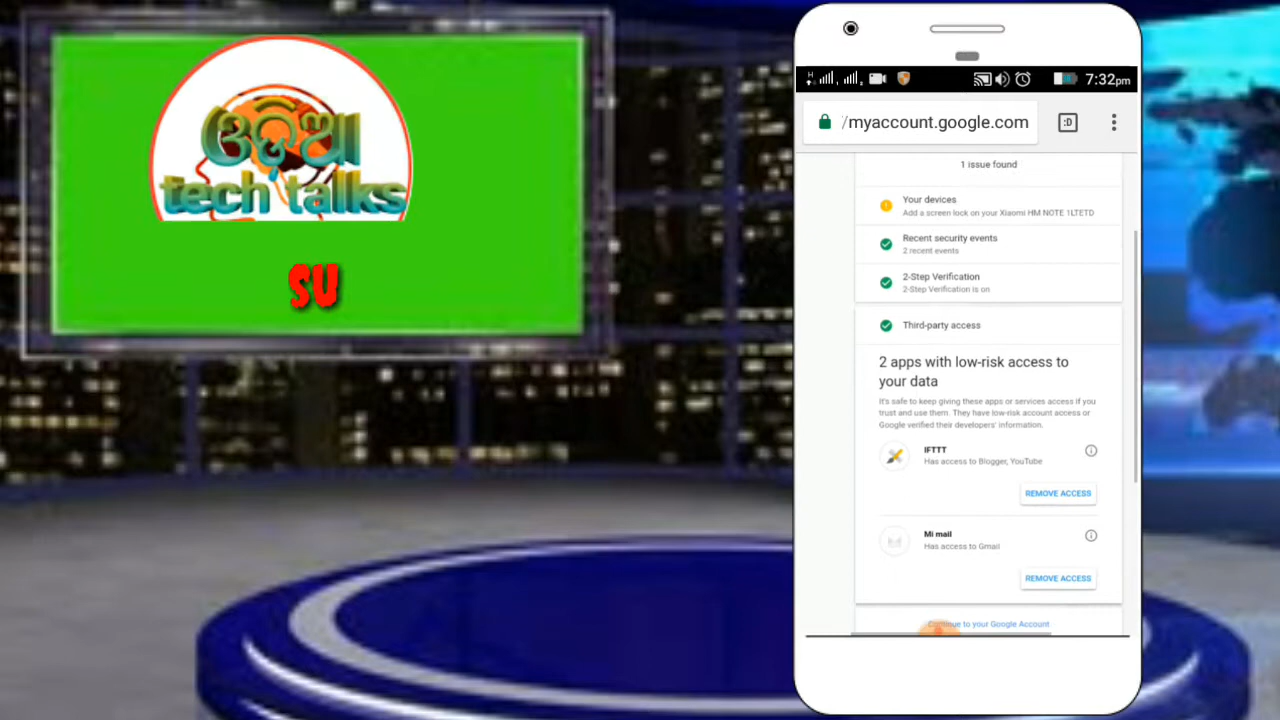 ଓଡ଼ିଆ
tech talks
SU
H
7:32pm
/myaccount.google.com
:D
1 issue found
Your devices
Add a screen lock on your Xiaomi HM NOTE 1LTETD
Recent security events
2 recent events
2-Step Verification
2-Step Verification is on
Third-party access
2 apps with low-risk access to
your data
It's safe to keep giving these apps or services access if you
trust and use them. They have low-risk account access or
Google verified their developers' information.
IFTTT
Has access to Blogger, YouTube
REMOVE ACCESS
Mi mail
Has access to Gmail
REMOVE ACCESS
Continue to your Google Account